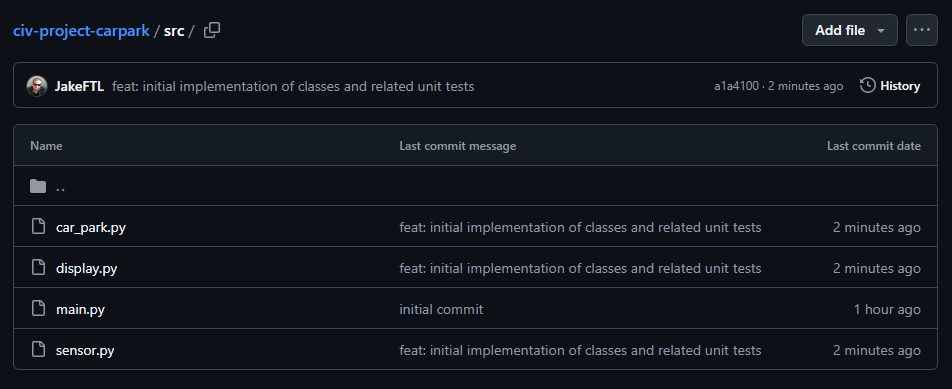 civ-project-carpark / src /
Add file
JakeFTL feat: initial implementation of classes and related unit tests a1a4100 · 2 minutes ago History
Name Last commit message Last commit date
..
car_park.py feat: initial implementation of classes and related unit tests 2 minutes ago
display.py feat: initial implementation of classes and related unit tests 2 minutes ago
main.py initial commit 1 hour ago
sensor.py feat: initial implementation of classes and related unit tests 2 minutes ago